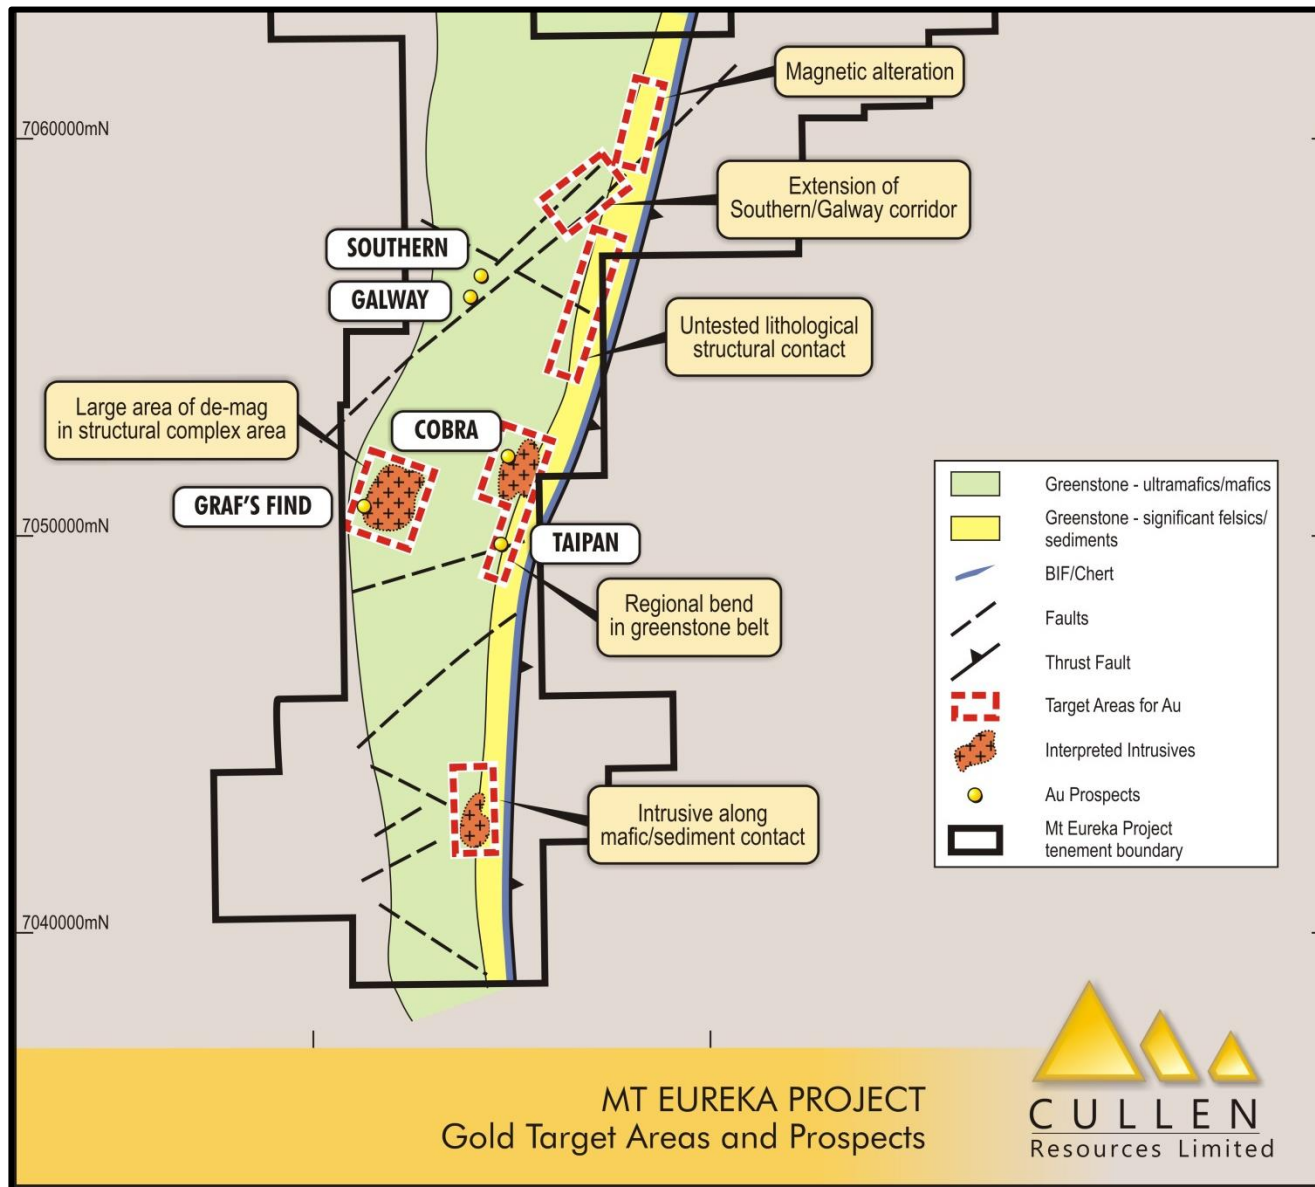 Magnetic alteration
7060000mN
Extension of
Southern/Galway corridor
SOUTHERN
GALWAY
Untested lithological
structural contact
Large area of de-mag
in structural complex area
COBRA
GRAF'S FIND
7050000mN
TAIPAN
Regional bend
in greenstone belt
Intrusive along
mafic/sediment contact
7040000mN
Greenstone - ultramafics/mafics
Greenstone - significant felsics/
sediments
BIF/Chert
Faults
Thrust Fault
Target Areas for Au
Interpreted Intrusives
Au Prospects
Mt Eureka Project
tenement boundary
MT EUREKA PROJECT
Gold Target Areas and Prospects
CULLEN
Resources Limited